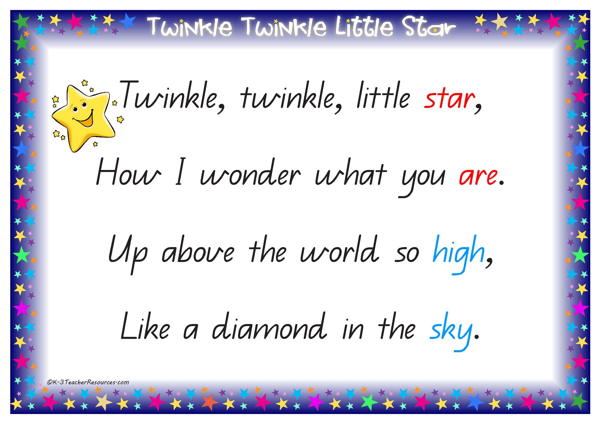 Twinkle Twinkle Little Star
Twinkle, twinkle, little star,
How I wonder what you are.
Up above the world so high,
Like a diamond in the sky.
©K-3TeacherResources.com